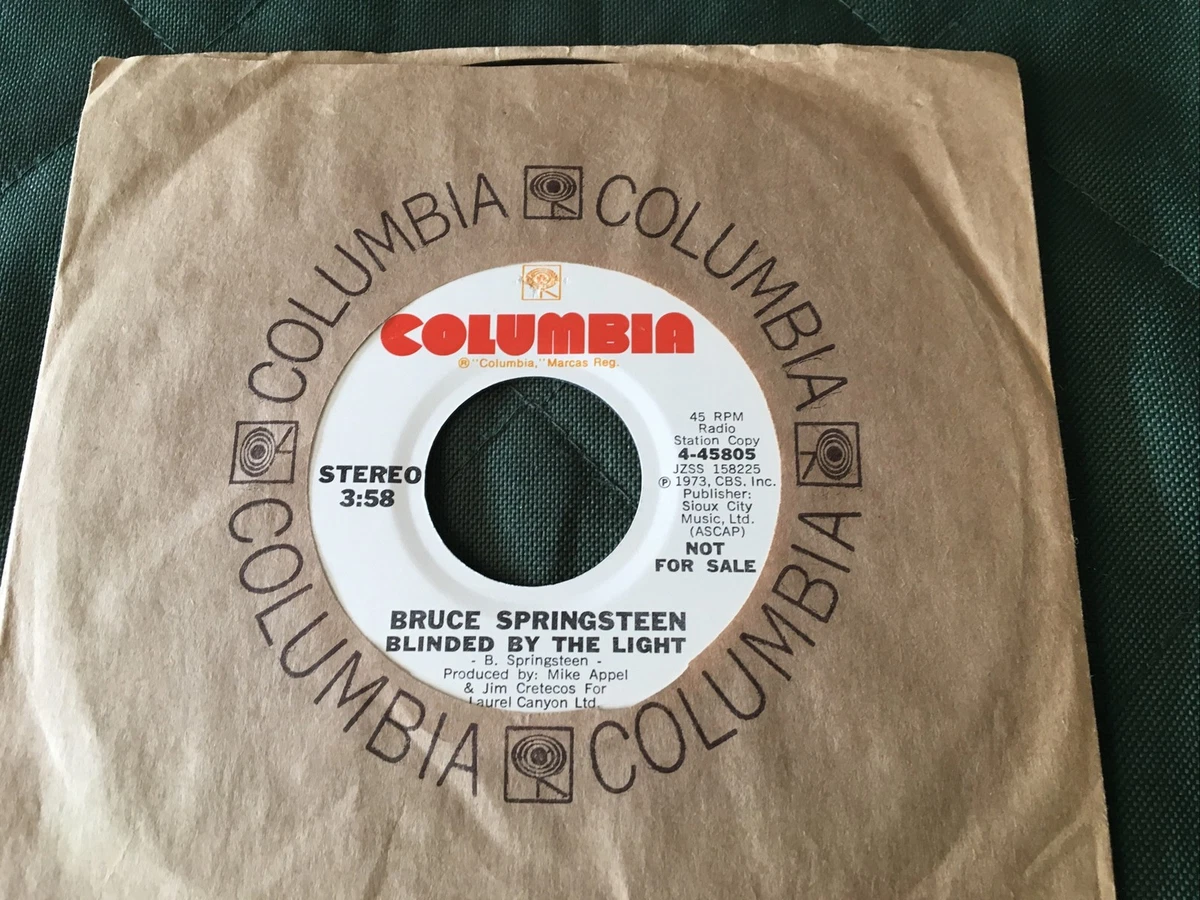 COLUMBIA
COLUMBIA
COLUMBIA
COLUMBIA
COLUMBIA
® "Columbia," Marcas Reg.
STEREO
3:58
45 RPM
Radio
Station Copy
4-45805
JZSS 158225
℗ 1973, CBS, Inc.
Publisher:
Sioux City
Music, Ltd.
(ASCAP)
NOT
FOR SALE
BRUCE SPRINGSTEEN
BLINDED BY THE LIGHT
- B. Springsteen -
Produced by: Mike Appel
& Jim Cretecos For
Laurel Canyon Ltd.